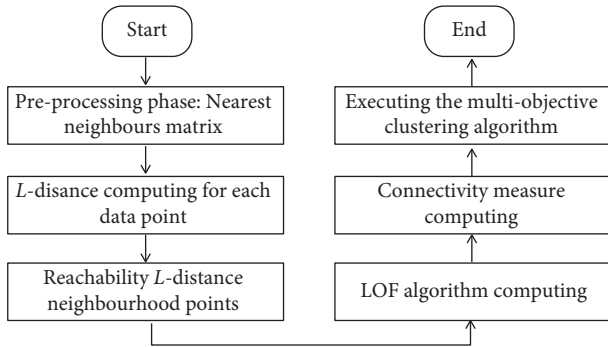 Start
Pre-processing phase: Nearest
neighbours matrix
L-disance computing for each
data point
Reachability L-distance
neighbourhood points
LOF algorithm computing
Connectivity measure
computing
Executing the multi-objective
clustering algorithm
End